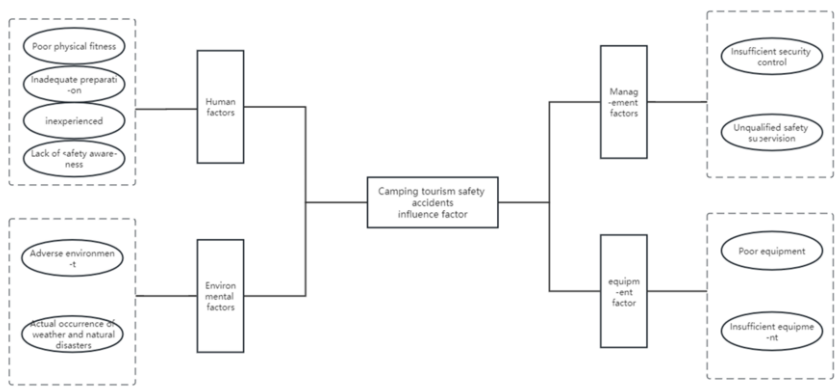 Poor physical fitness
Inadequate preparati
-on
inexperienced
Lack of safety aware-
ness
Human
factors
Adverse environmen
-t
Actual occurrence of
weather and natural
disasters
Environ
mental
factors
Camping tourism safety
accidents
influence factor
Manag
-ement
factors
Insufficient security
control
Unqualified safety
supervision
equipm
-ent
factor
Poor equipment
Insufficient equipme
-nt